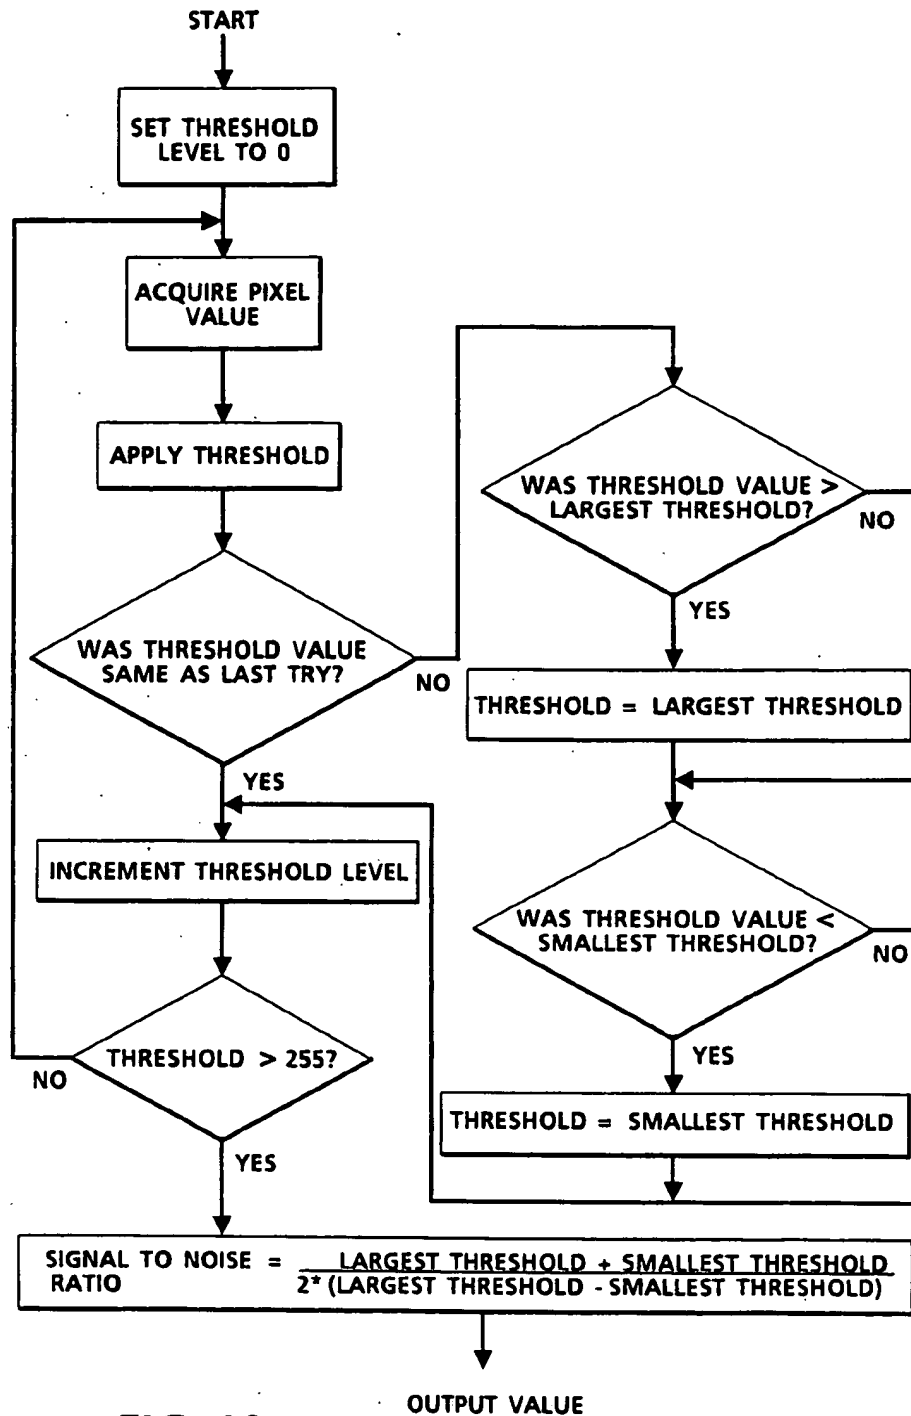 START
SET THRESHOLD
LEVEL TO 0
ACQUIRE PIXEL
VALUE
APPLY THRESHOLD
WAS THRESHOLD VALUE
SAME AS LAST TRY?
NO
YES
INCREMENT THRESHOLD LEVEL
THRESHOLD > 255?
NO
YES
WAS THRESHOLD VALUE >
LARGEST THRESHOLD?
NO
YES
THRESHOLD = LARGEST THRESHOLD
WAS THRESHOLD VALUE <
SMALLEST THRESHOLD?
NO
YES
THRESHOLD = SMALLEST THRESHOLD
SIGNAL TO NOISE = LARGEST THRESHOLD + SMALLEST THRESHOLD
RATIO 2* (LARGEST THRESHOLD - SMALLEST THRESHOLD)
OUTPUT VALUE